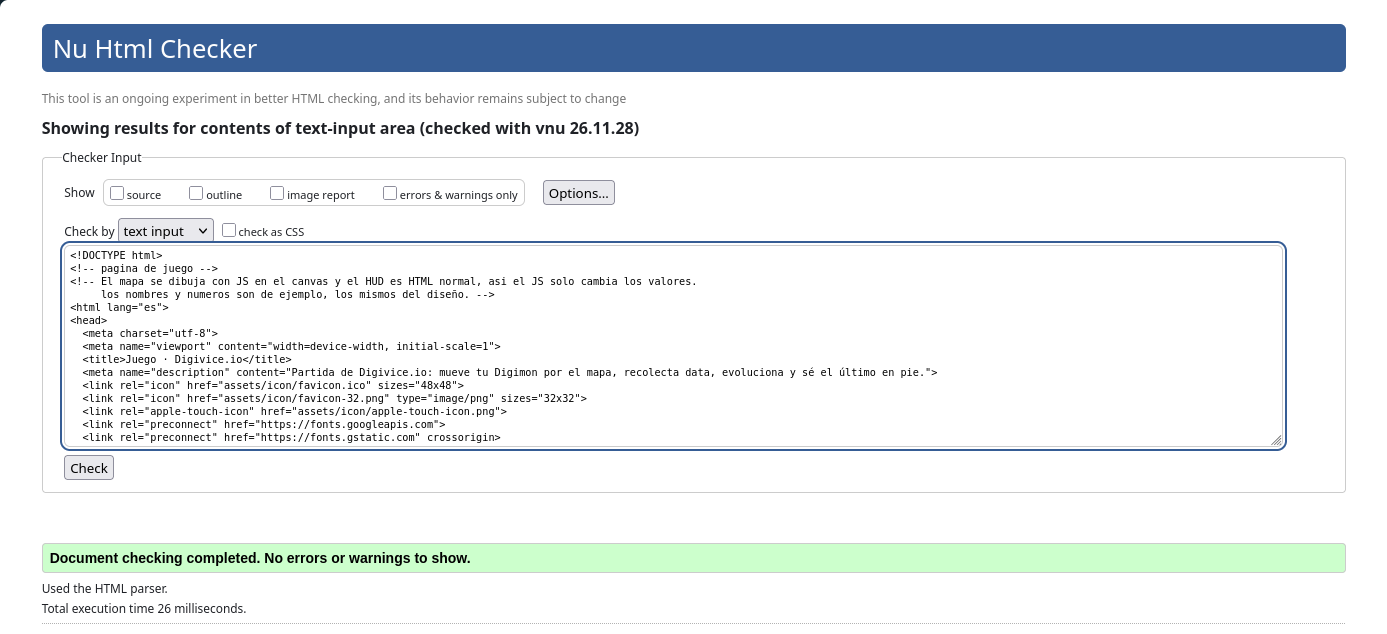 Nu Html Checker
This tool is an ongoing experiment in better HTML checking, and its behavior remains subject to change
Showing results for contents of text-input area (checked with vnu 26.11.28)
Checker Input
Show source outline image report errors & warnings only Options...
Check by text input check as CSS
<!DOCTYPE html>
<!-- pagina de juego -->
<!-- El mapa se dibuja con JS en el canvas y el HUD es HTML normal, asi el JS solo cambia los valores.
los nombres y numeros son de ejemplo, los mismos del diseño. -->
<html lang="es">
<head>
<meta charset="utf-8">
<meta name="viewport" content="width=device-width, initial-scale=1">
<title>Juego · Digivice.io</title>
<meta name="description" content="Partida de Digivice.io: mueve tu Digimon por el mapa, recolecta data, evoluciona y sé el último en pie.">
<link rel="icon" href="assets/icon/favicon.ico" sizes="48x48">
<link rel="icon" href="assets/icon/favicon-32.png" type="image/png" sizes="32x32">
<link rel="apple-touch-icon" href="assets/icon/apple-touch-icon.png">
<link rel="preconnect" href="https://fonts.googleapis.com">
<link rel="preconnect" href="https://fonts.gstatic.com" crossorigin>
Check
Document checking completed. No errors or warnings to show.
Used the HTML parser.
Total execution time 26 milliseconds.